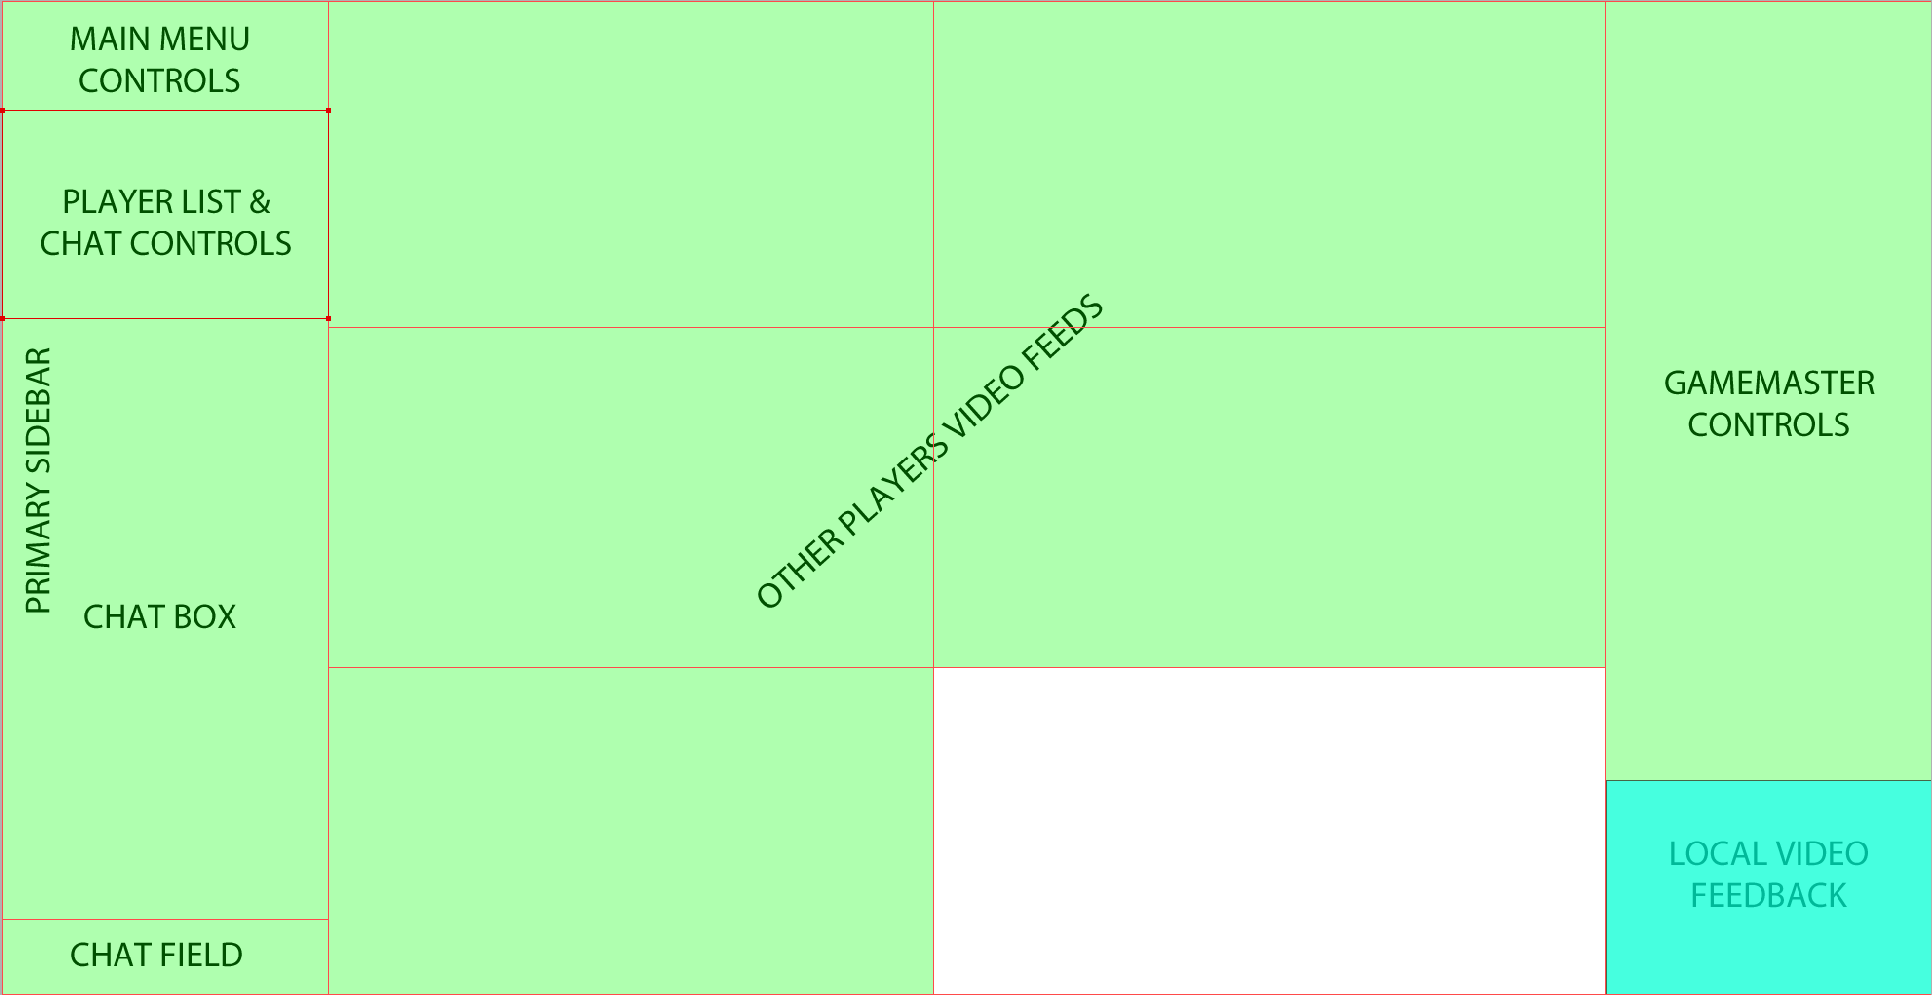 MAIN MENU
CONTROLS
PLAYER LIST &
CHAT CONTROLS
PRIMARY SIDEBAR
CHAT BOX
CHAT FIELD
OTHER PLAYERS VIDEO FEEDS
GAMEMASTER
CONTROLS
LOCAL VIDEO
FEEDBACK